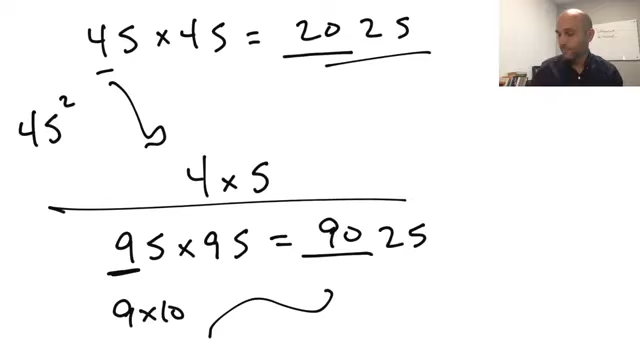 45 × 45 = 2025
45²
4 × 5
95 × 95 = 9025
9×10